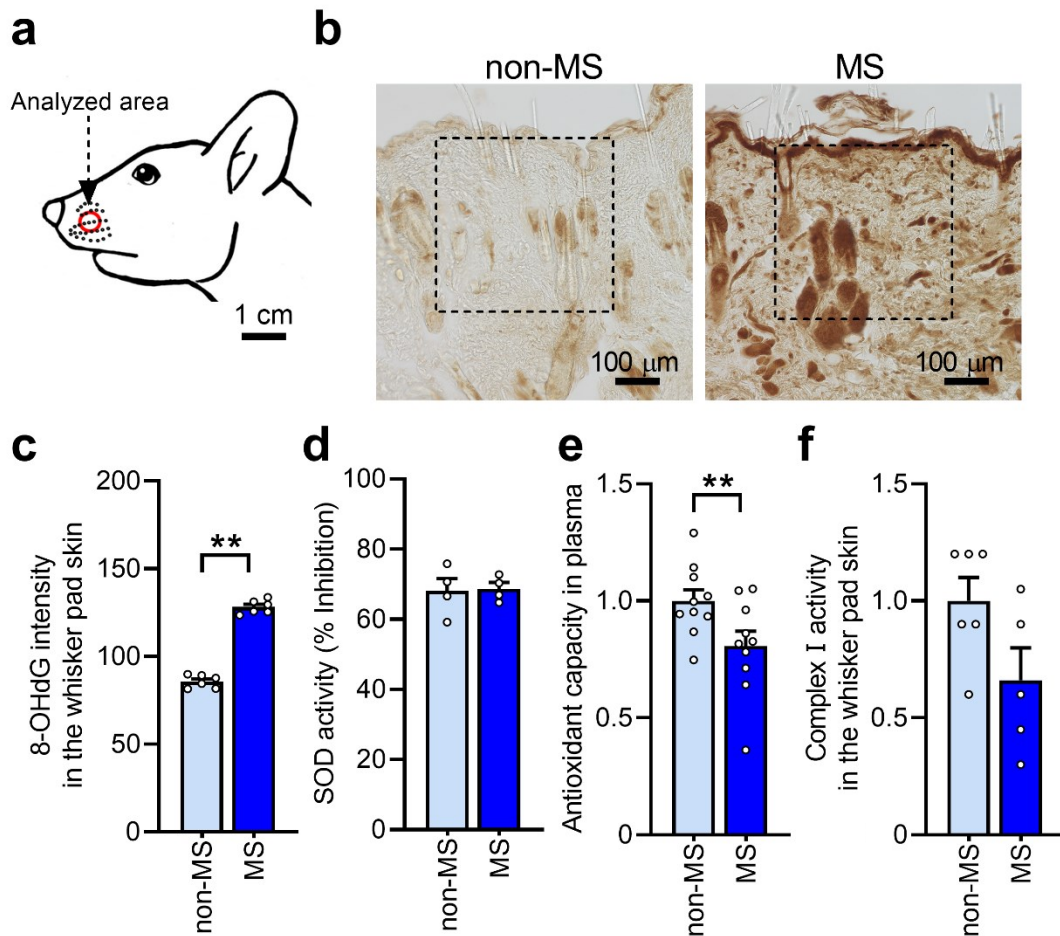 a
Analyzed area
1 cm
b
non-MS
MS
100 μm
100 μm
c
8-OHdG intensity
in the whisker pad skin
200
150
100
50
0
**
non-MS
MS
d
SOD activity (% Inhibition)
100
80
60
40
20
0
non-MS
MS
e
Antioxidant capacity in plasma
1.5
1.0
0.5
0
**
non-MS
MS
f
Complex I activity
in the whisker pad skin
1.5
1.0
0.5
0
non-MS
MS